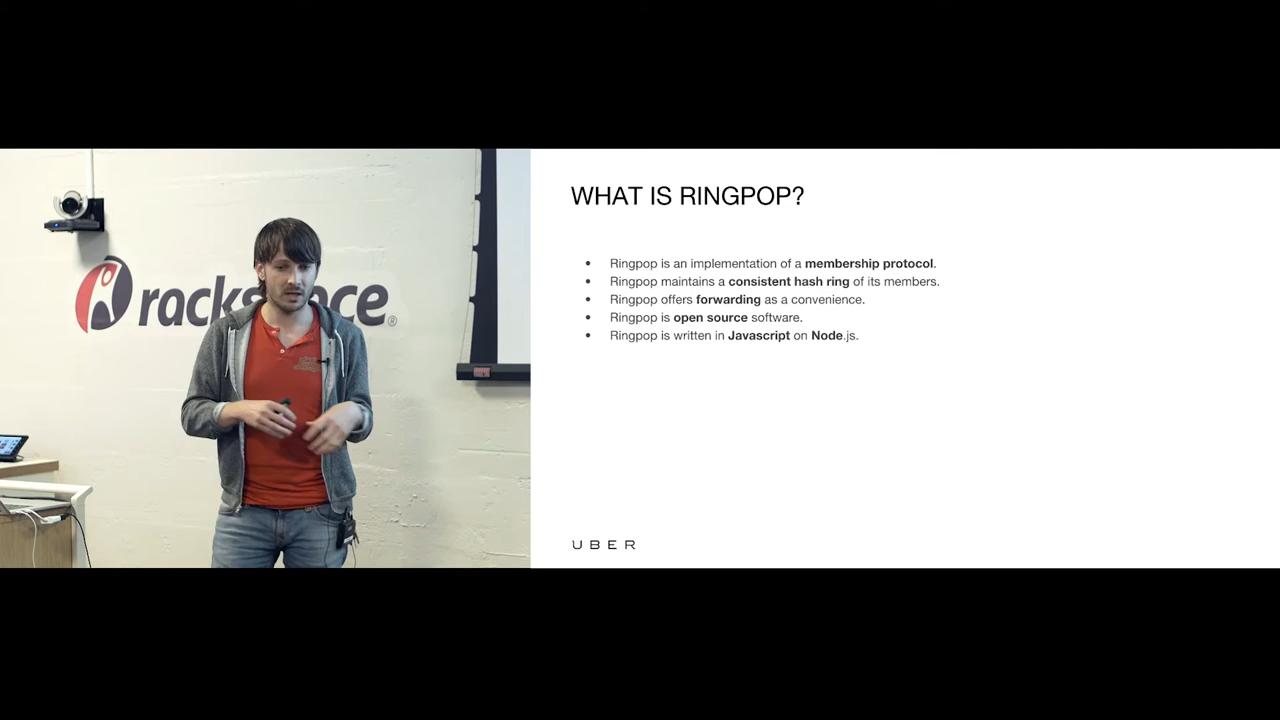 rackspace®
WHAT IS RINGPOP?
• Ringpop is an implementation of a membership protocol.
• Ringpop maintains a consistent hash ring of its members.
• Ringpop offers forwarding as a convenience.
• Ringpop is open source software.
• Ringpop is written in Javascript on Node.js.
UBER